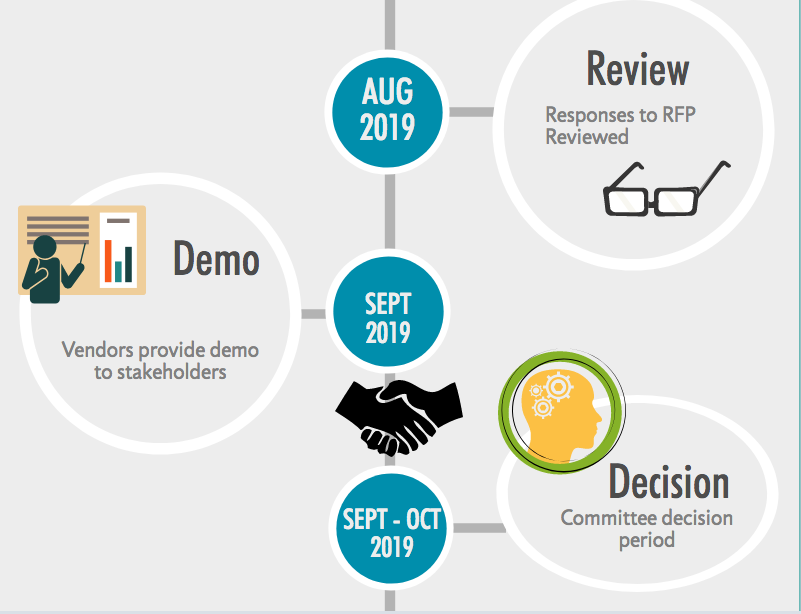 AUG
2019
Review
Responses to RFP
Reviewed
Demo
Vendors provide demo
to stakeholders
SEPT
2019
SEPT - OCT
2019
Decision
Committee decision
period